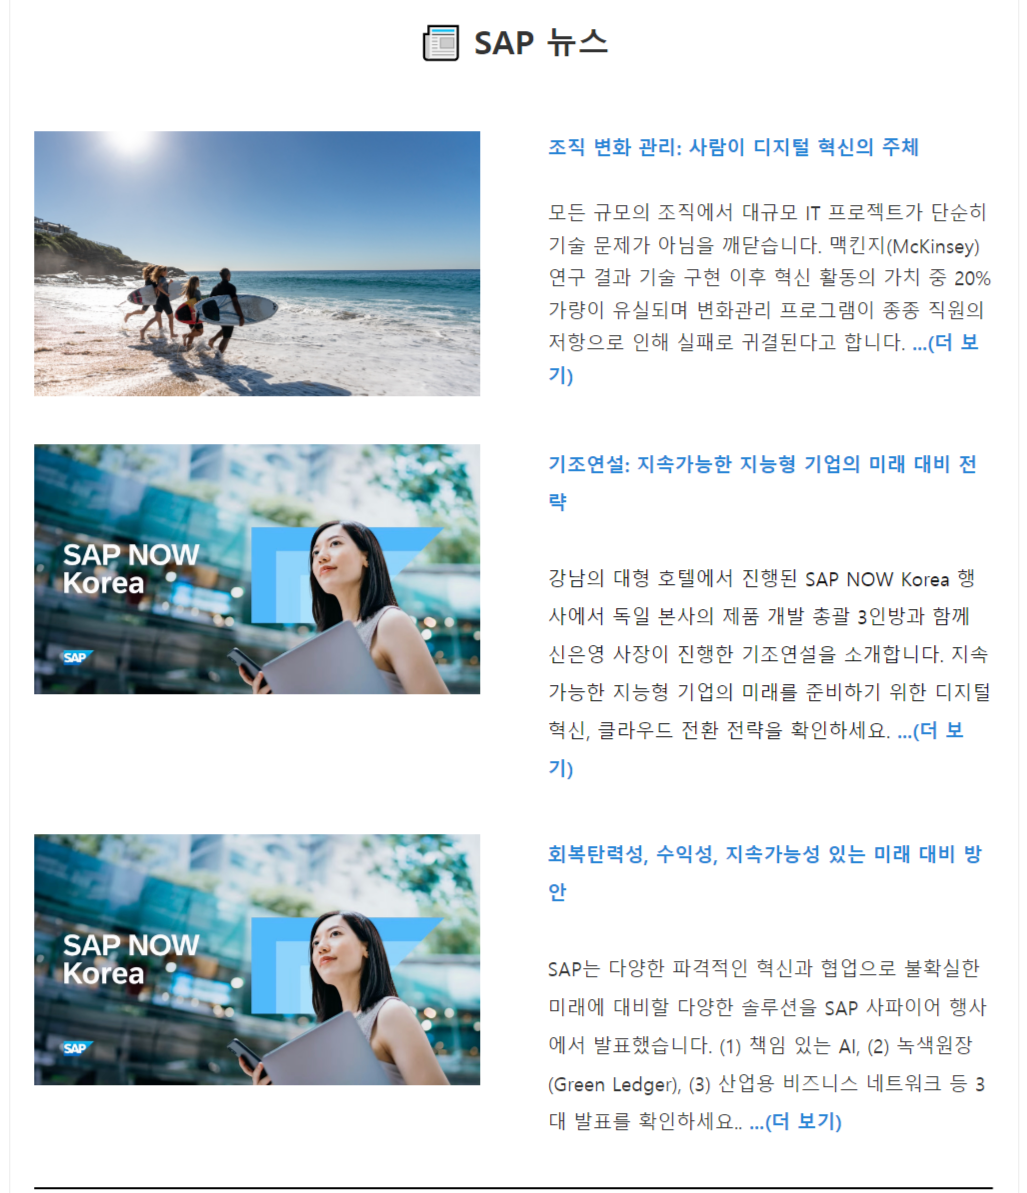 SAP 뉴스
조직 변화 관리: 사람이 디지털 혁신의 주체
모든 규모의 조직에서 대규모 IT 프로젝트가 단순히
기술 문제가 아님을 깨닫습니다. 맥킨지(McKinsey)
연구 결과 기술 구현 이후 혁신 활동의 가치 중 20%
가량이 유실되며 변화관리 프로그램이 종종 직원의
저항으로 인해 실패로 귀결된다고 합니다. ...(더 보
기)
SAP NOW
Korea
SAP
기조연설: 지속가능한 지능형 기업의 미래 대비 전
략
강남의 대형 호텔에서 진행된 SAP NOW Korea 행
사에서 독일 본사의 제품 개발 총괄 3인방과 함께
신은영 사장이 진행한 기조연설을 소개합니다. 지속
가능한 지능형 기업의 미래를 준비하기 위한 디지털
혁신, 클라우드 전환 전략을 확인하세요. ...(더 보
기)
SAP NOW
Korea
SAP
회복탄력성, 수익성, 지속가능성 있는 미래 대비 방
안
SAP는 다양한 파격적인 혁신과 협업으로 불확실한
미래에 대비할 다양한 솔루션을 SAP 사파이어 행사
에서 발표했습니다. (1) 책임 있는 AI, (2) 녹색원장
(Green Ledger), (3) 산업용 비즈니스 네트워크 등 3
대 발표를 확인하세요.. ...(더 보기)